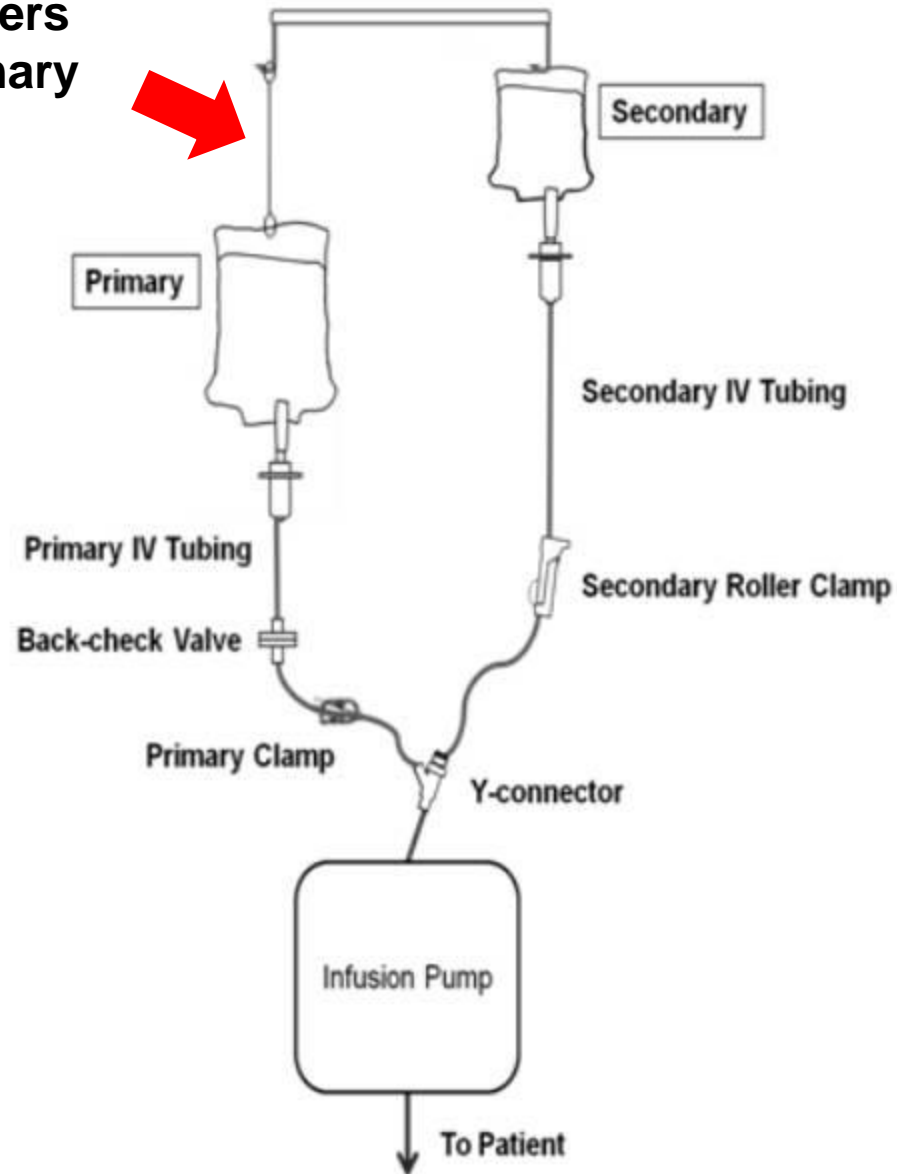 ers
nary
Secondary
Primary
Secondary IV Tubing
Primary IV Tubing
Secondary Roller Clamp
Back-check Valve
Primary Clamp
Y-connector
Infusion Pump
To Patient